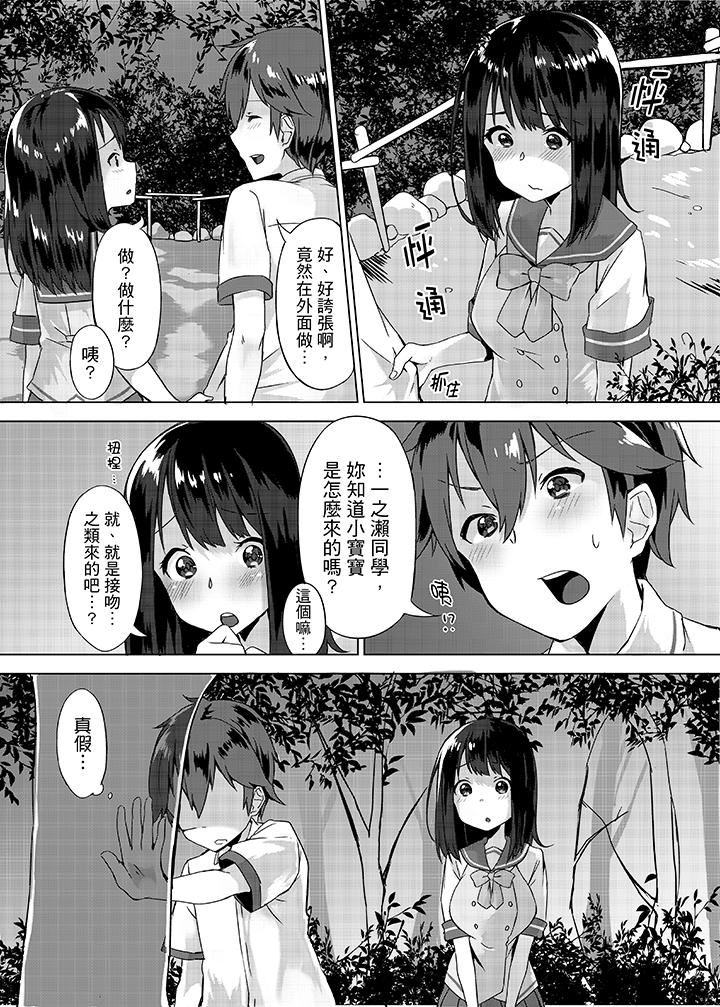 怦
通
怦
通
抓住
好、好誇張啊，
竟然在外面做…
做？做什麼？
咦？
咦!?
…一之瀨同學，
妳知道小寶寶
是怎麼來的嗎？
這個嘛…
扭捏…
就、就是接吻…
之類來的吧…？
真假…